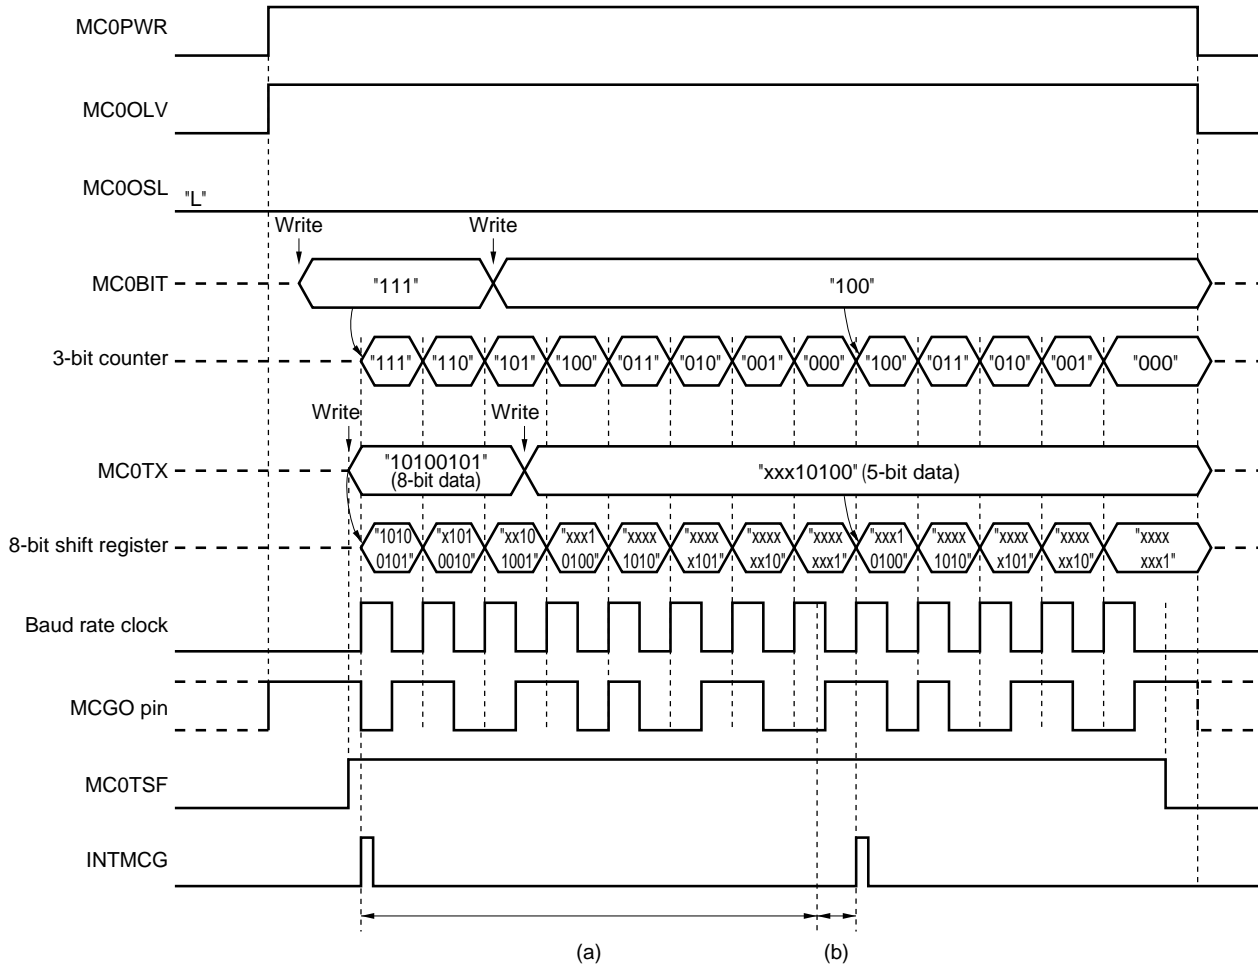 MC0PWR
MC0OLV
MC0OSL "L"
Write Write
MC0BIT "111" "100"
3-bit counter "111" "110" "101" "100" "011" "010" "001" "000" "100" "011" "010" "001" "000"
Write Write
MC0TX "10100101" (8-bit data) "xxx10100" (5-bit data)
8-bit shift register
"1010 "x101 "xx10 "xxx1 "xxxx "xxxx "xxxx "xxxx "xxx1 "xxxx "xxxx "xxxx "xxxx
0101" 0010" 1001" 0100" 1010" x101" xx10" xxx1" 0100" 1010" x101" xx10" xxx1"
Baud rate clock
MCGO pin
MC0TSF
INTMCG
(a) (b)